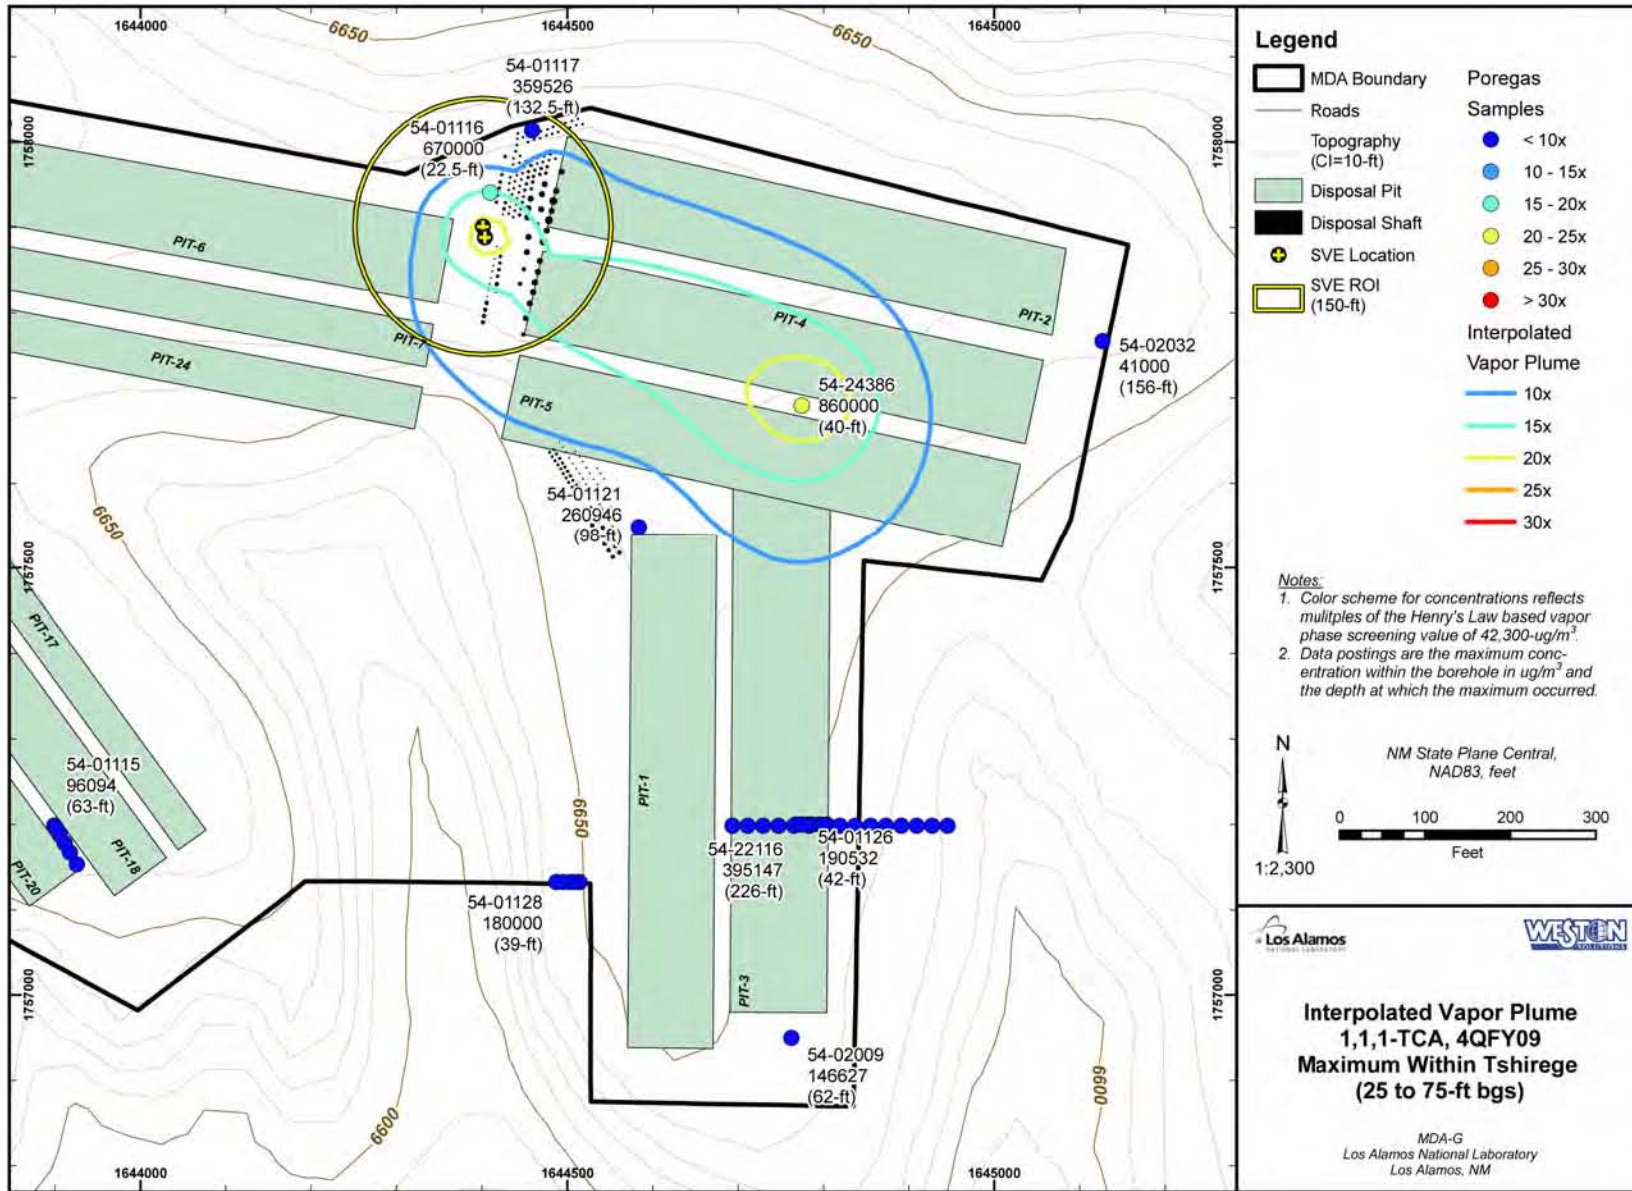 1644000
1644500
1645000
6650
6650
54-01117
359526
(132.5-ft)
54-01116
670000
(22.5-ft)
1758000
1758000
PIT-6
PIT-7
PIT-24
PIT-4
PIT-2
PIT-5
54-02032
41000
(156-ft)
54-24386
860000
(40-ft)
54-01121
260946
(98-ft)
6650
1757500
1757500
PIT-17
PIT-18
PIT-20
54-01115
96094
(63-ft)
6650
PIT-1
54-22116
395147
(226-ft)
54-01126
190532
(42-ft)
54-01128
180000
(39-ft)
PIT-3
1757000
1757000
54-02009
146627
(62-ft)
6600
6600
1644000
1644500
1645000
Legend
MDA Boundary
Roads
Topography
(CI=10-ft)
Disposal Pit
Disposal Shaft
SVE Location
SVE ROI
(150-ft)
Poregas
Samples
< 10x
10 - 15x
15 - 20x
20 - 25x
25 - 30x
> 30x
Interpolated
Vapor Plume
10x
15x
20x
25x
30x
Notes:
1. Color scheme for concentrations reflects
mulitples of the Henry's Law based vapor
phase screening value of 42,300-ug/m³.
2. Data postings are the maximum conc-
entration within the borehole in ug/m³ and
the depth at which the maximum occurred.
N
1:2,300
NM State Plane Central,
NAD83, feet
0 100 200 300
Feet
Los Alamos
NATIONAL LABORATORY
WESTON
SOLUTIONS
Interpolated Vapor Plume
1,1,1-TCA, 4QFY09
Maximum Within Tshirege
(25 to 75-ft bgs)
MDA-G
Los Alamos National Laboratory
Los Alamos, NM